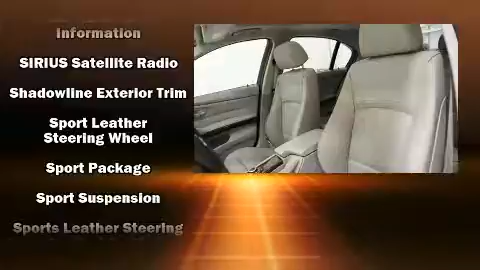 Information
SIRIUS Satellite Radio
Shadowline Exterior Trim
Sport Leather
Steering Wheel
Sport Package
Sport Suspension
Sports Leather Steering